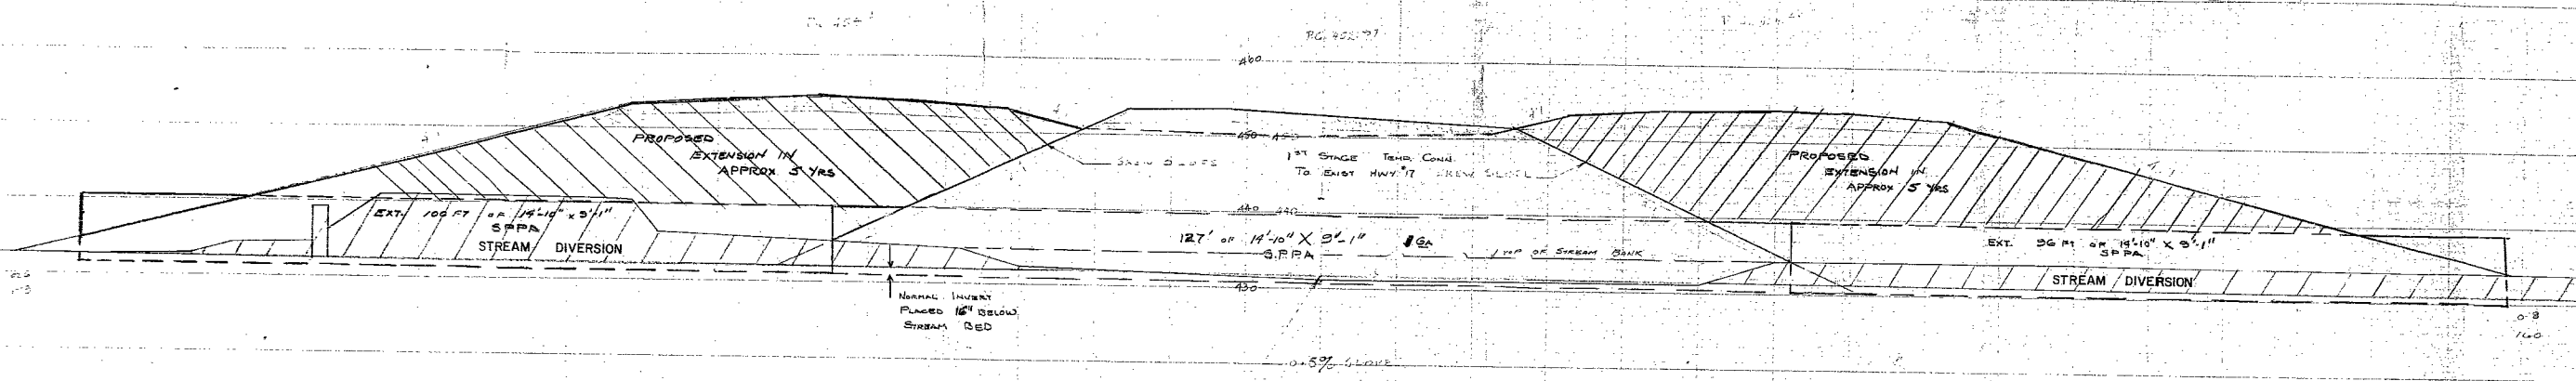 460
PROPOSED
EXTENSION IN
APPROX 5 YRS
450
1ST STAGE TEMP. CONN.
TO EXIST HWY. 17
PROPOSED
EXTENSION IN
APPROX 5 YRS
EXT. 100 FT OF 14'-10" X 9'-1"
SPPA
STREAM DIVERSION
440
127' OF 14'-10" X 9'-1" 1 GA
S.P.P.A
TOP OF STREAM BANK
EXT. 96 FT OF 14'-10" X 9'-1"
SPPA
STREAM DIVERSION
430
NORMAL INVERT
PLACED 16" BELOW
STREAM BED
0.5% SLOPE